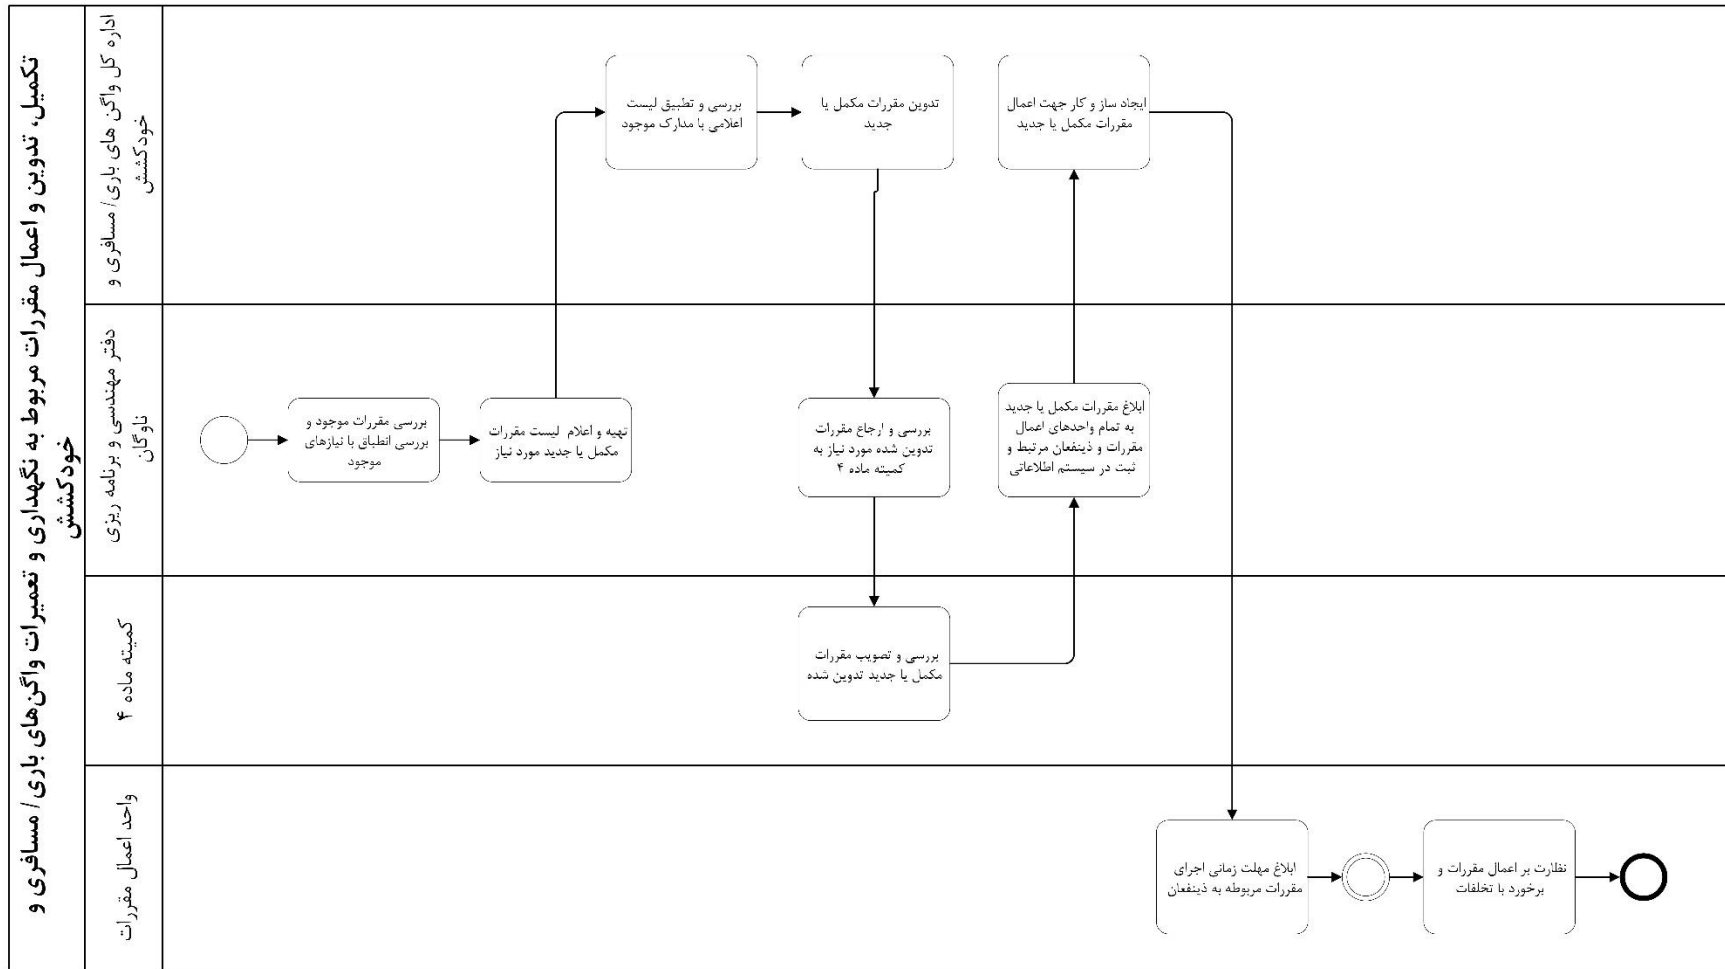 تکمیل، تدوین و اعمال مقررات مربوط به نگهداری و تعمیرات واگن‌های باری/ مسافری و
خودکشش
اداره کل واگن های باری/ مسافری و
خودکشش
بررسی و تطبیق لیست
اعلامی با مدارک موجود
تدوین مقررات مکمل یا
جدید
ایجاد ساز و کار جهت اعمال
مقررات مکمل یا جدید
دفتر مهندسی و برنامه ریزی
ناوگان
بررسی مقررات موجود و
بررسی انطباق با نیازهای
موجود
تهیه و اعلام لیست مقررات
مکمل یا جدید مورد نیاز
بررسی و ارجاع مقررات
تدوین شده مورد نیاز به
کمیته ماده ۴
ابلاغ مقررات مکمل یا جدید
به تمام واحدهای اعمال
مقررات و ذینفعان مرتبط و
ثبت در سیستم اطلاعاتی
کمیته ماده ۴
بررسی و تصویب مقررات
مکمل یا جدید تدوین شده
واحد اعمال مقررات
ابلاغ مهلت زمانی اجرای
مقررات مربوطه به ذینفعان
نظارت بر اعمال مقررات و
برخورد با تخلفات